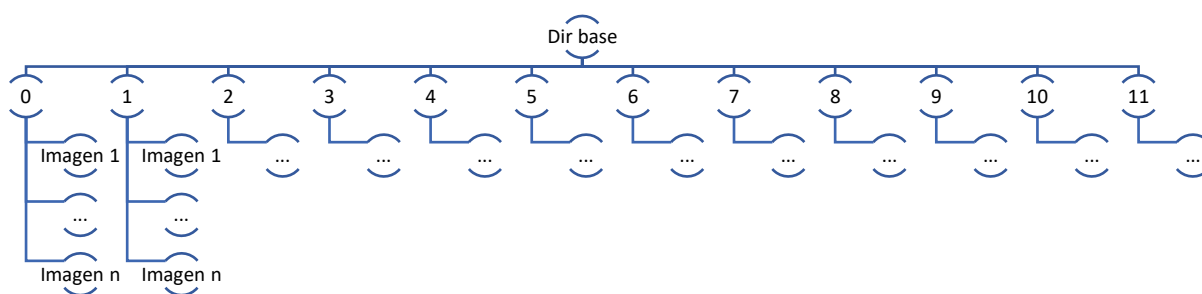 Dir base
0 1 2 3 4 5 6 7 8 9 10 11
Imagen 1 Imagen 1 ... ... ... ... ... ... ... ... ... ...
... ...
Imagen n Imagen n